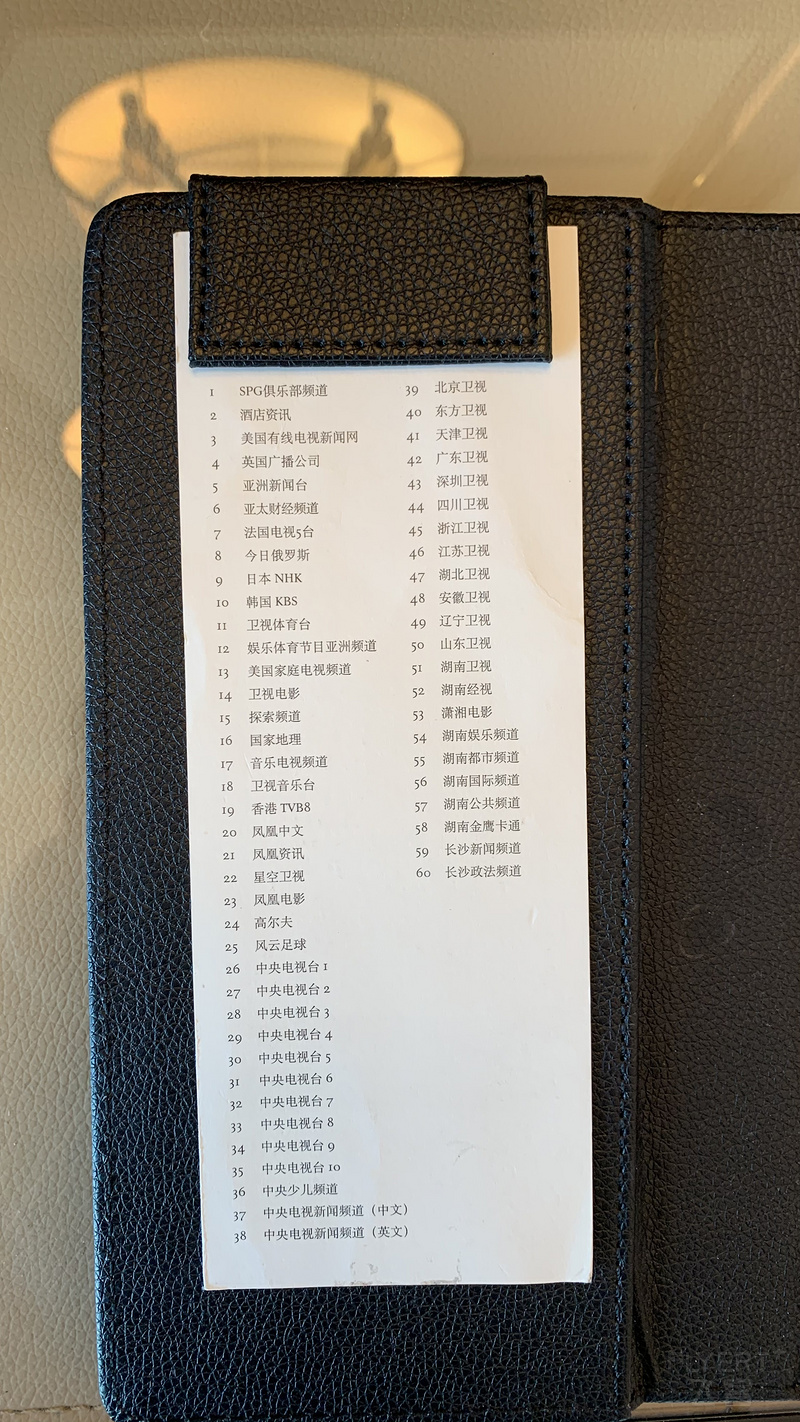 1 SPG俱乐部频道
2 酒店资讯
3 美国有线电视新闻网
4 英国广播公司
5 亚洲新闻台
6 亚太财经频道
7 法国电视5台
8 今日俄罗斯
9 日本 NHK
10 韩国 KBS
11 卫视体育台
12 娱乐体育节目亚洲频道
13 美国家庭电视频道
14 卫视电影
15 探索频道
16 国家地理
17 音乐电视频道
18 卫视音乐台
19 香港 TVB8
20 凤凰中文
21 凤凰资讯
22 星空卫视
23 凤凰电影
24 高尔夫
25 风云足球
26 中央电视台 1
27 中央电视台 2
28 中央电视台 3
29 中央电视台 4
30 中央电视台 5
31 中央电视台 6
32 中央电视台 7
33 中央电视台 8
34 中央电视台 9
35 中央电视台 10
36 中央少儿频道
37 中央电视新闻频道（中文）
38 中央电视新闻频道（英文）
39 北京卫视
40 东方卫视
41 天津卫视
42 广东卫视
43 深圳卫视
44 四川卫视
45 浙江卫视
46 江苏卫视
47 湖北卫视
48 安徽卫视
49 辽宁卫视
50 山东卫视
51 湖南卫视
52 湖南经视
53 潇湘电影
54 湖南娱乐频道
55 湖南都市频道
56 湖南国际频道
57 湖南公共频道
58 湖南金鹰卡通
59 长沙新闻频道
60 长沙政法频道
FLYERT